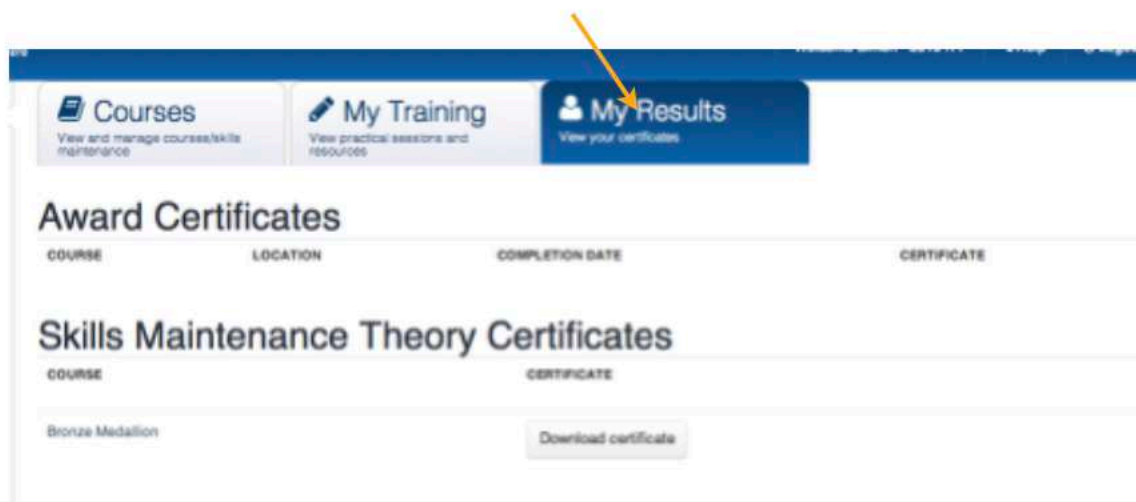 Courses
View and manage courses/skills
maintenance
My Training
View practical sessions and
resources
My Results
View your certificates
Award Certificates
COURSE LOCATION COMPLETION DATE CERTIFICATE
Skills Maintenance Theory Certificates
COURSE CERTIFICATE
Bronze Medallion Download certificate